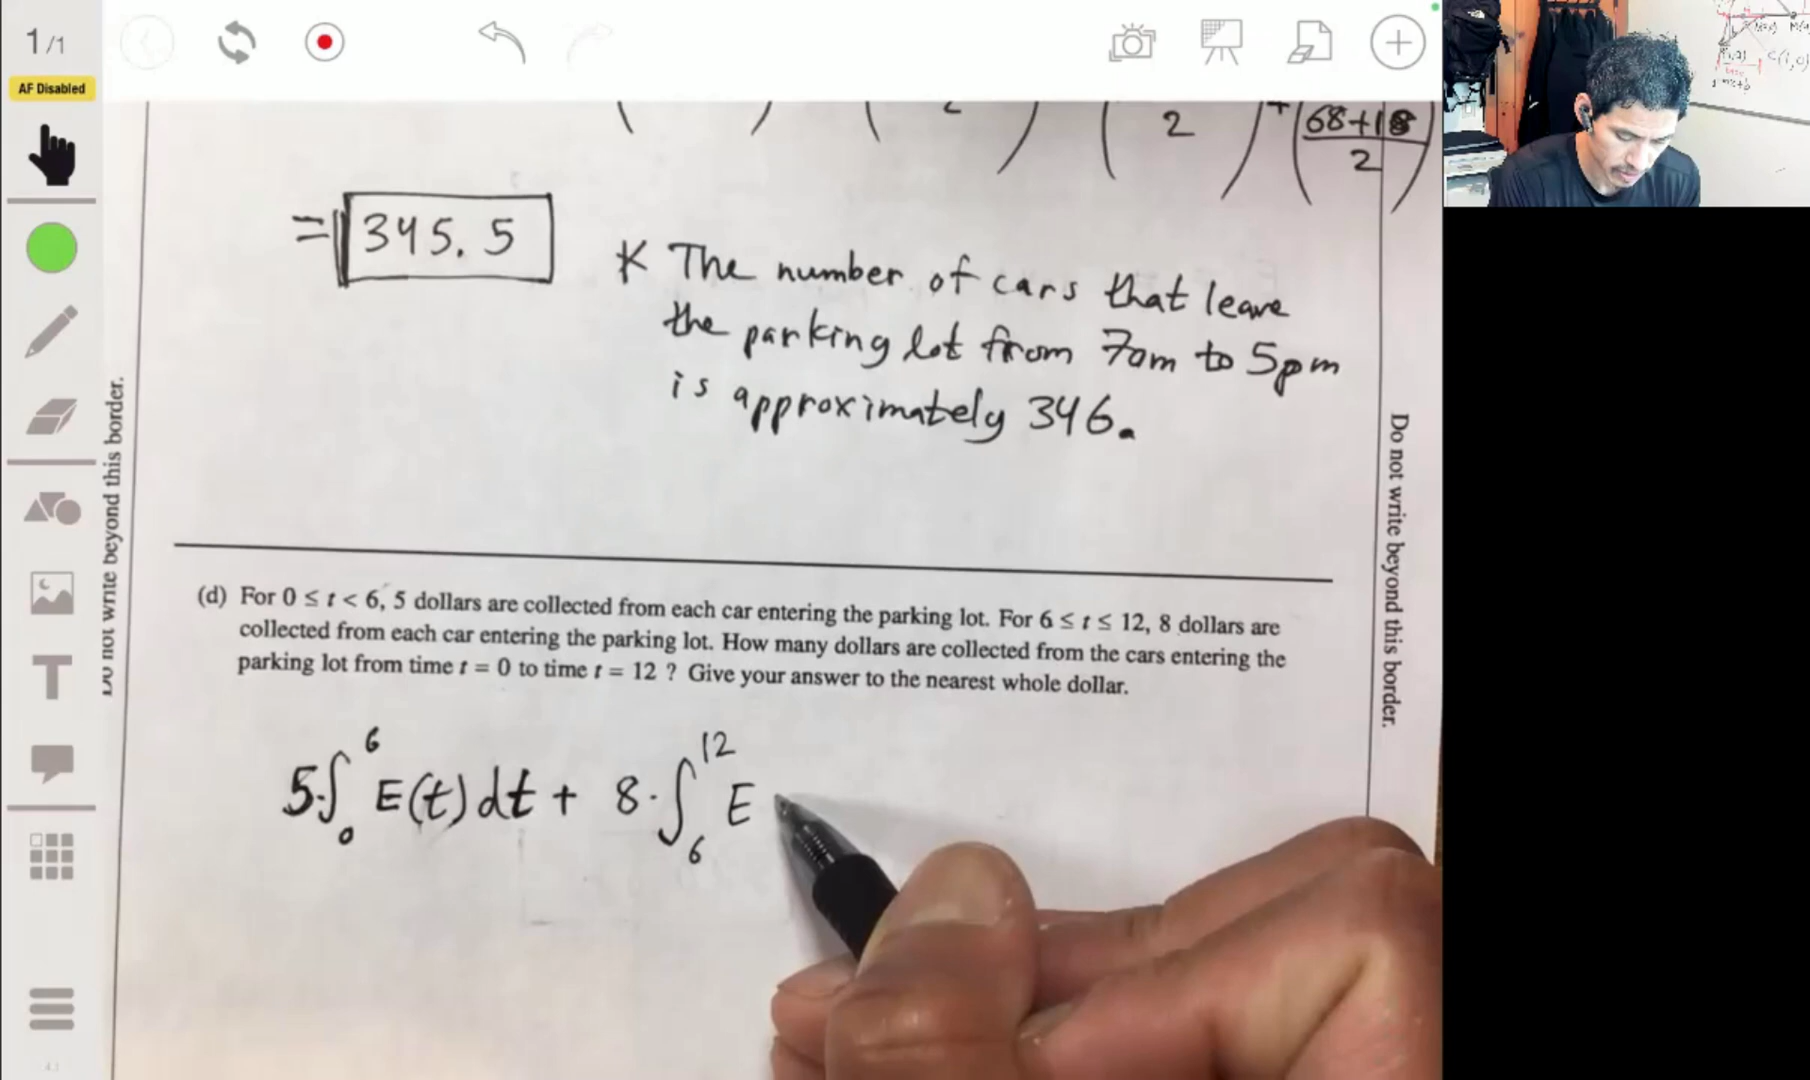 1/1
AF Disabled
2
68+18
2
= 345.5
* The number of cars that leave
the parking lot from 7am to 5pm
is approximately 346.
Do not write beyond this border.
Do not write beyond this border.
(d) For 0 ≤ t < 6, 5 dollars are collected from each car entering the parking lot. For 6 ≤ t ≤ 12, 8 dollars are
collected from each car entering the parking lot. How many dollars are collected from the cars entering the
parking lot from time t = 0 to time t = 12 ? Give your answer to the nearest whole dollar.
5·∫₀⁶ E(t) dt + 8·∫₆¹² E
T